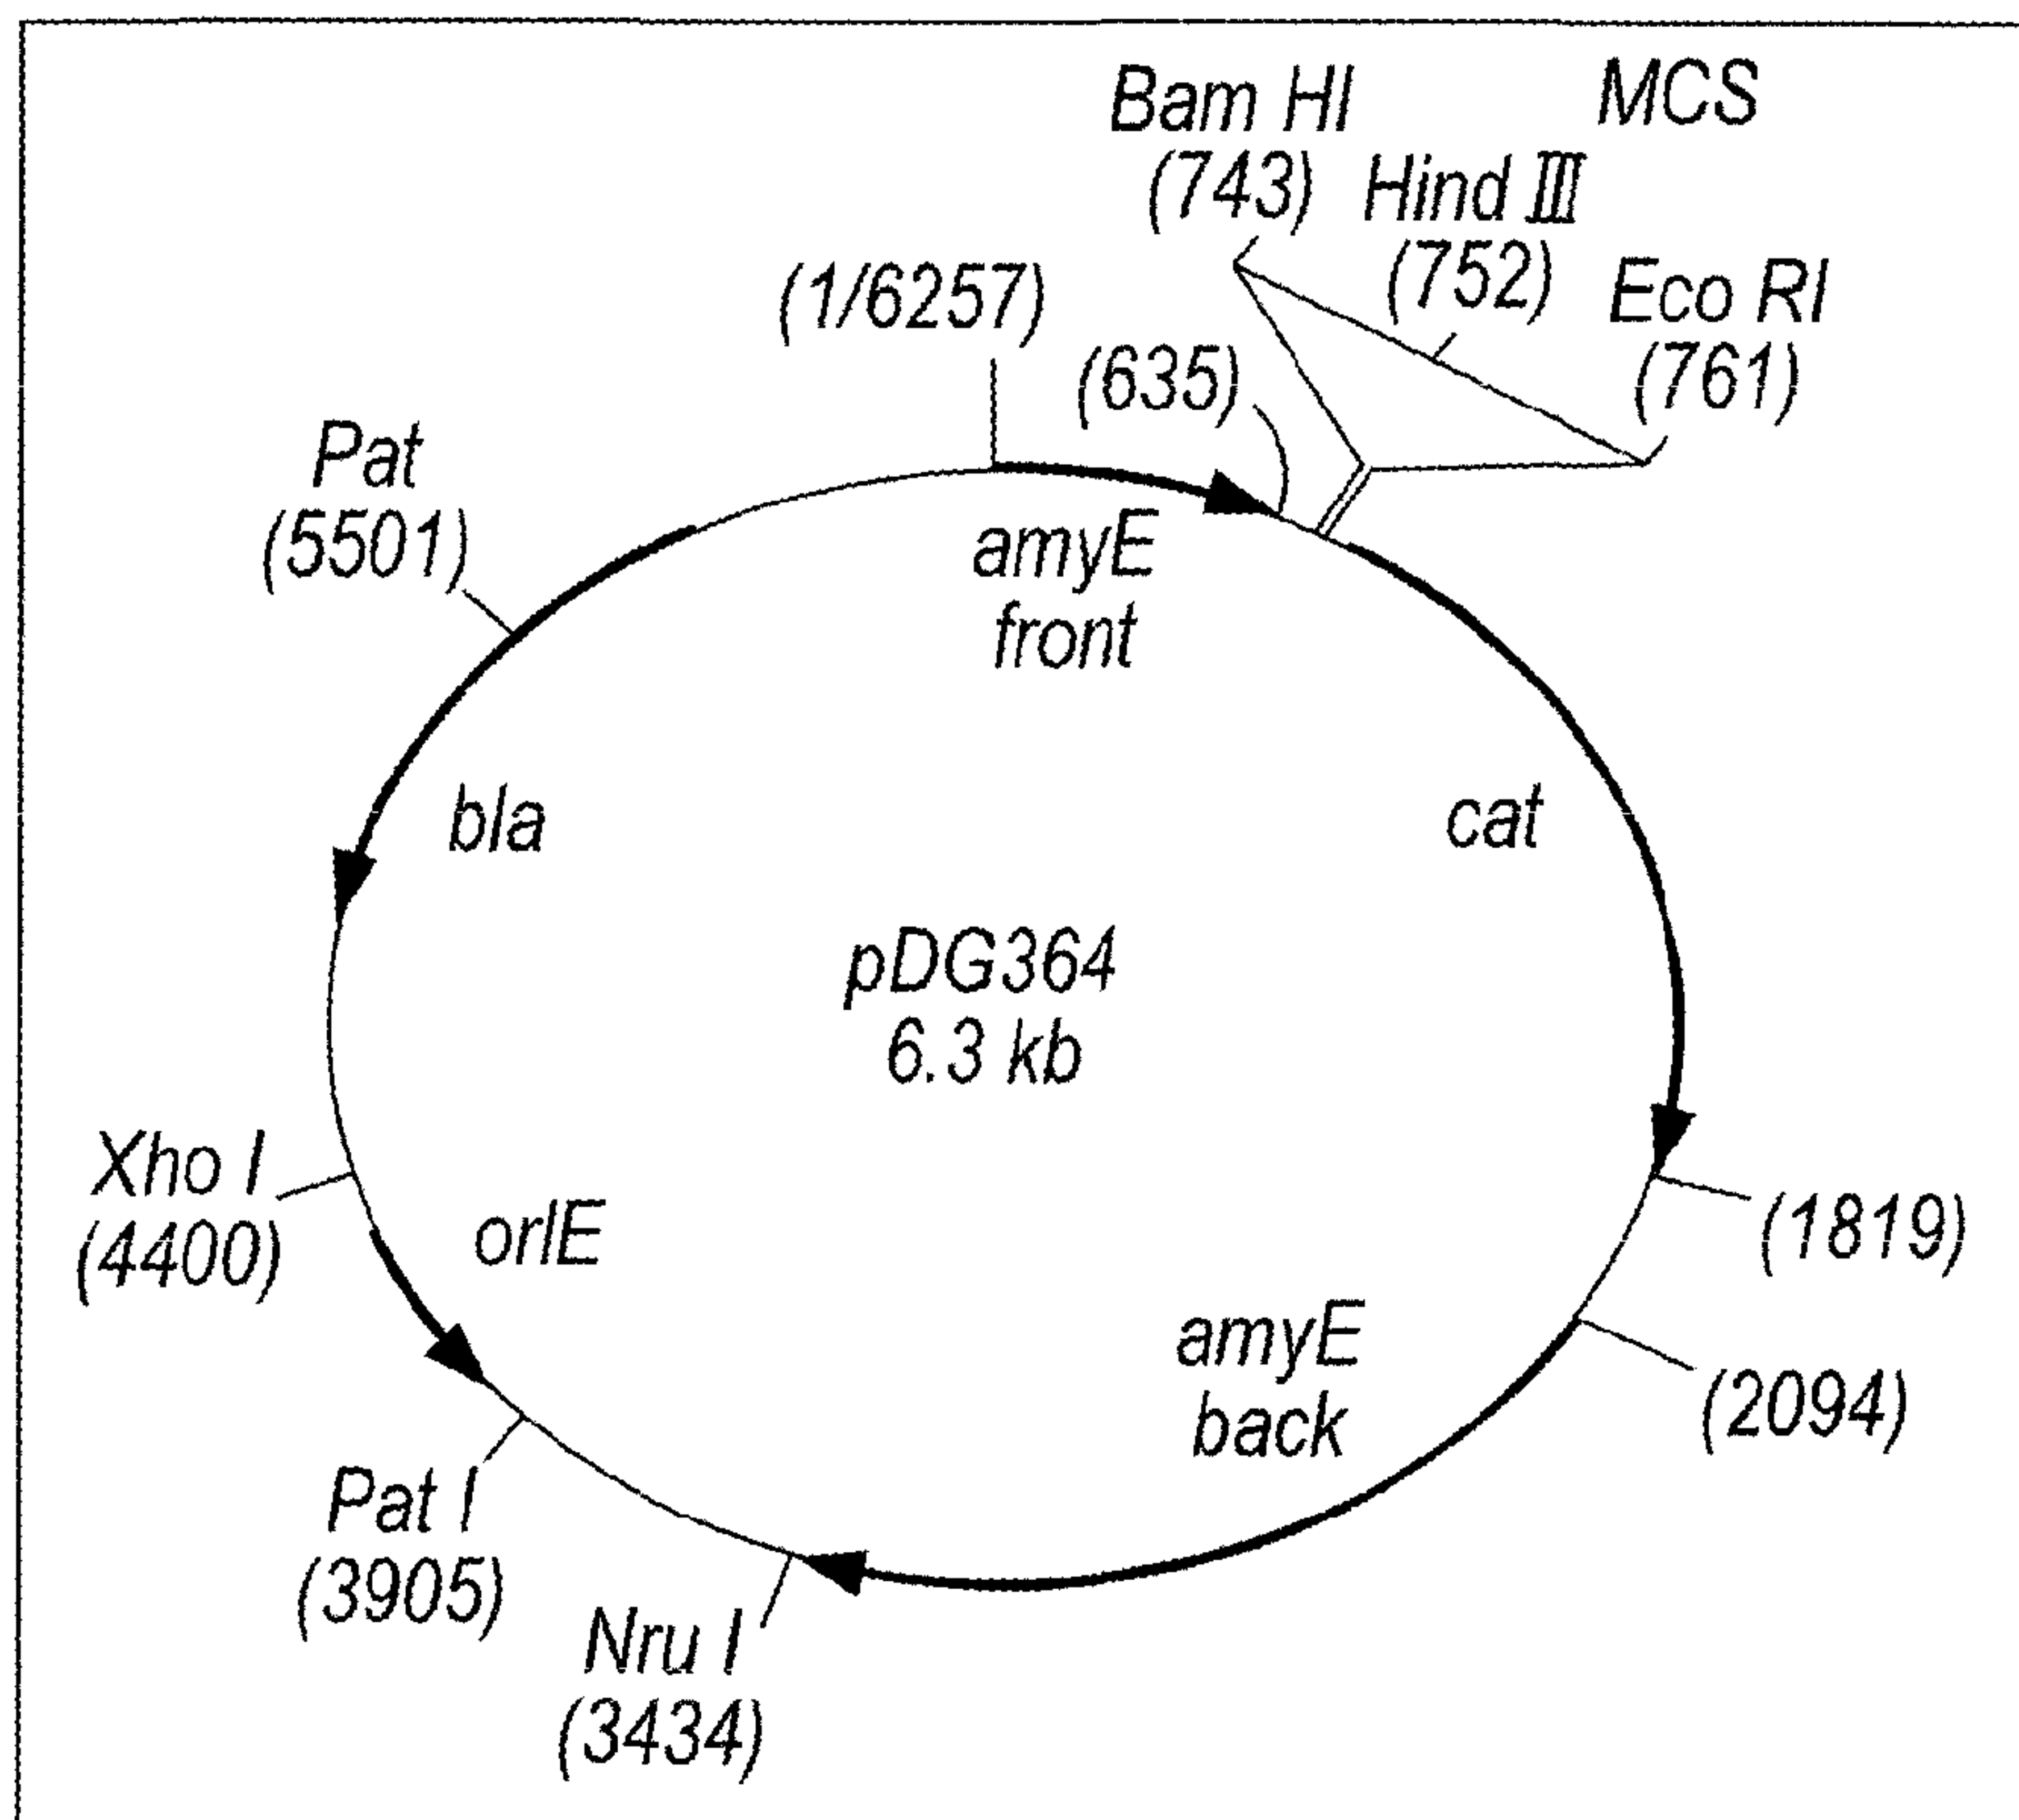 Bam HI
(743)
MCS
Hind III
(752)
Eco RI
(761)
(1/6257)
(635)
Pat
(5501)
amyE
front
bla
cat
pDG364
6.3 kb
Xho I
(4400)
orlE
(1819)
amyE
back
(2094)
Pat I
(3905)
Nru I
(3434)